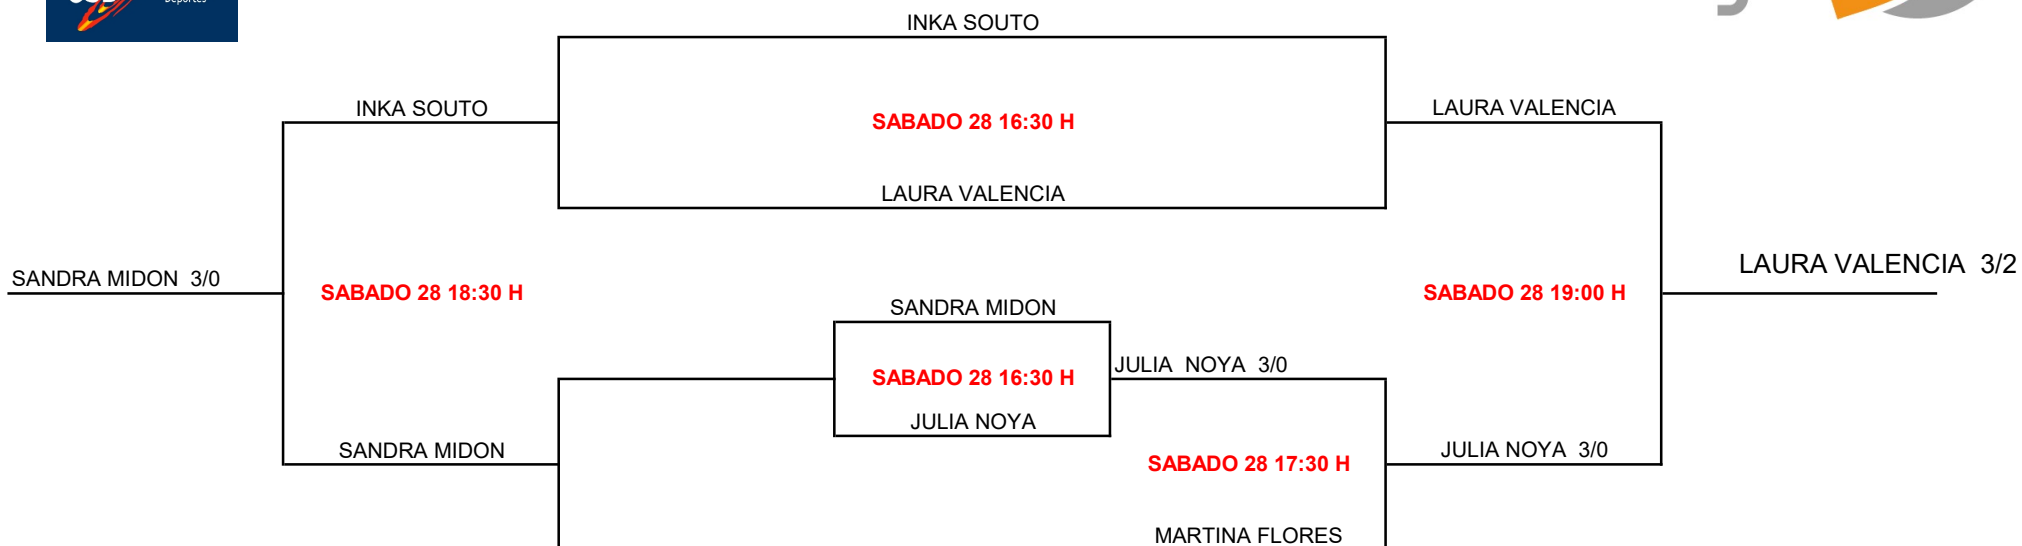 Deportes
INKA SOUTO
INKA SOUTO
LAURA VALENCIA
SABADO 28 16:30 H
LAURA VALENCIA
LAURA VALENCIA 3/2
SANDRA MIDON 3/0
SABADO 28 18:30 H
SABADO 28 19:00 H
SANDRA MIDON
JULIA NOYA 3/0
SABADO 28 16:30 H
JULIA NOYA
SANDRA MIDON
JULIA NOYA 3/0
SABADO 28 17:30 H
MARTINA FLORES